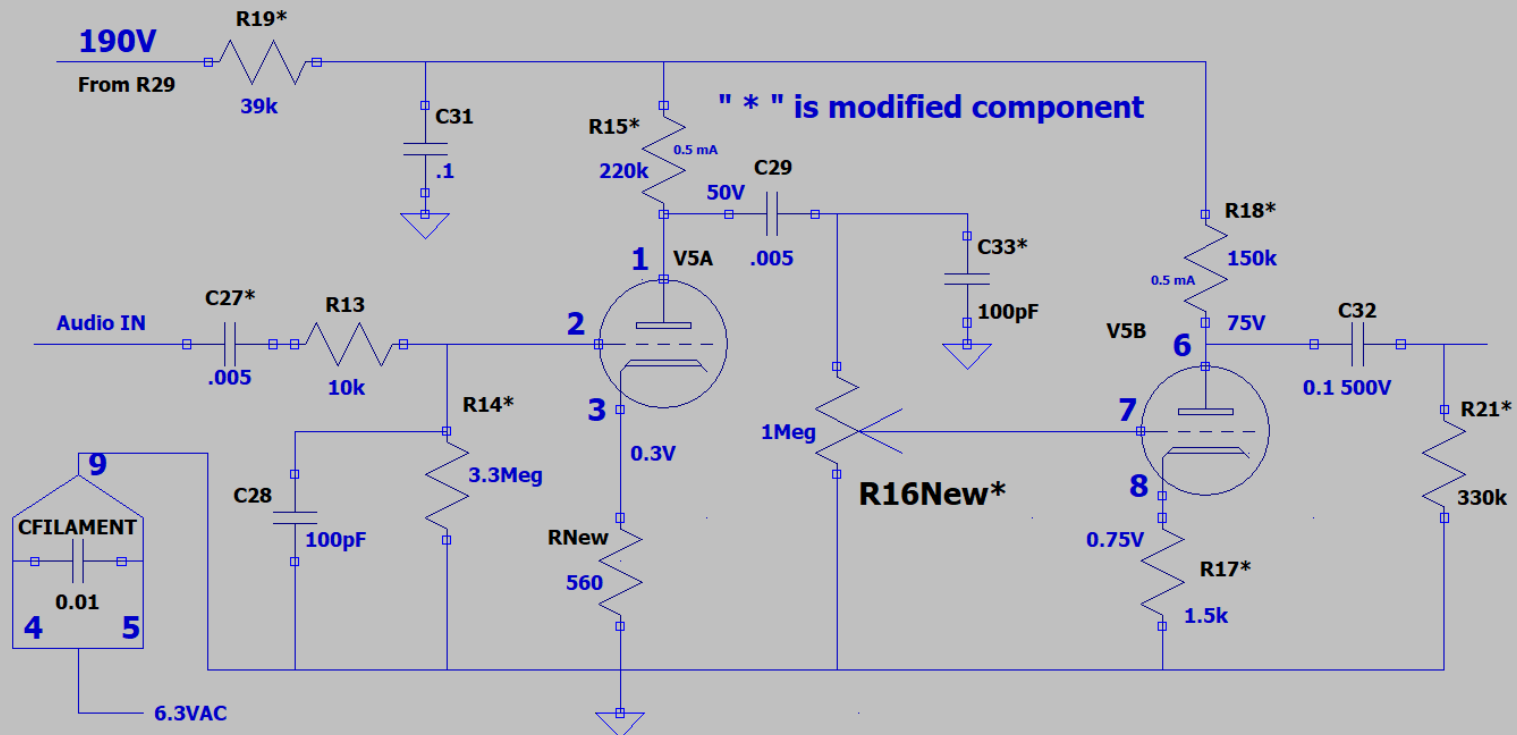 R19*
190V
From R29
39k
C31
.1
" * " is modified component
R15*
0.5 mA
220k
50V
C29
.005
R18*
150k
0.5 mA
75V
C33*
100pF
1
V5A
V5B
6
C32
0.1 500V
Audio IN
C27*
.005
R13
10k
2
3
0.3V
R14*
3.3Meg
1Meg
7
R21*
330k
9
C28
100pF
CFILAMENT
0.01
4
5
6.3VAC
RNew
560
R16New*
8
0.75V
R17*
1.5k